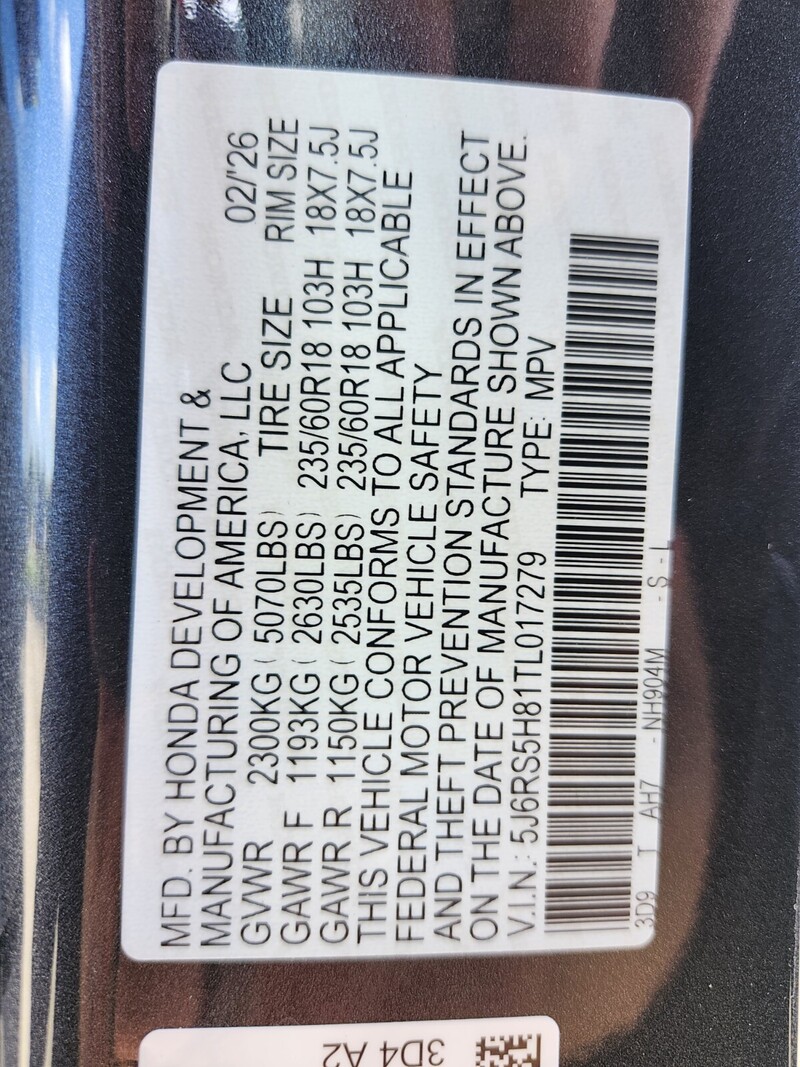 MFD. BY HONDA DEVELOPMENT &
MANUFACTURING OF AMERICA, LLC 02/'26
GVWR 2300KG ( 5070LBS) TIRE SIZE RIM SIZE
GAWR F 1193KG ( 2630LBS) 235/60R18 103H 18X7.5J
GAWR R 1150KG ( 2535LBS) 235/60R18 103H 18X7.5J
THIS VEHICLE CONFORMS TO ALL APPLICABLE
FEDERAL MOTOR VEHICLE SAFETY
AND THEFT PREVENTION STANDARDS IN EFFECT
ON THE DATE OF MANUFACTURE SHOWN ABOVE.
V.I.N.: 5J6RS5H81TL017279 TYPE: MPV
3D9 T AH7 - NH904M - S -
3D4 A2